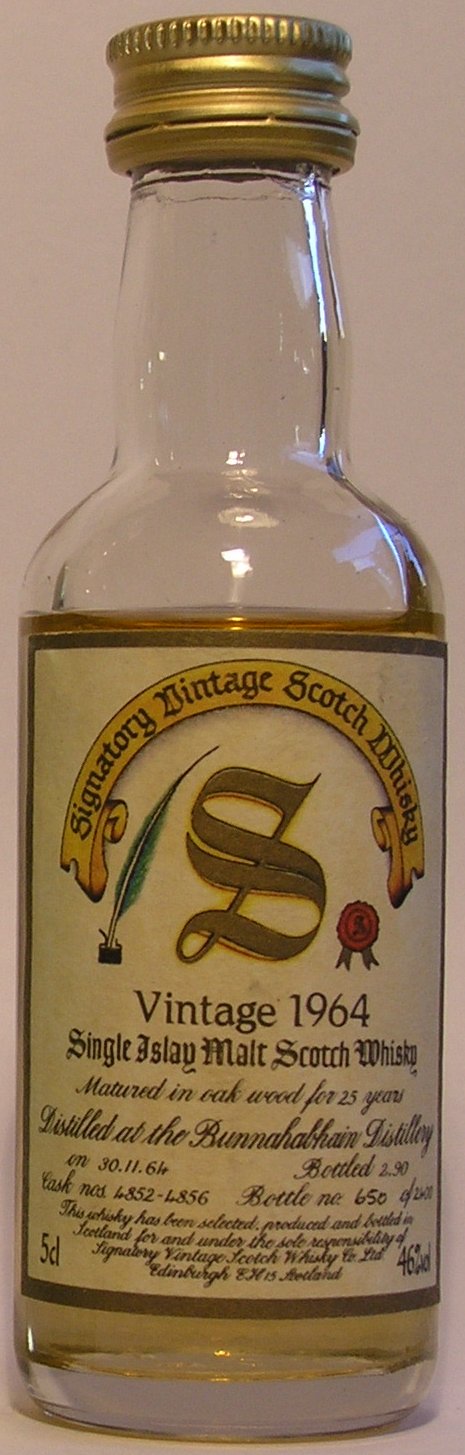 Signatory Vintage Scotch Whisky
S
Vintage 1964
Single Islay Malt Scotch Whisky
Matured in oak wood for 25 years
Distilled at the Bunnahabhain Distillery
on 30.11.64 Bottled 2.90
Cask nos. 4852-4856 Bottle no. 650 of 2400
This whisky has been selected, produced and bottled in
Scotland for and under the sole responsibility of
Signatory Vintage Scotch Whisky Co. Ltd
5cl Edinburgh EH15 Scotland 46%vol